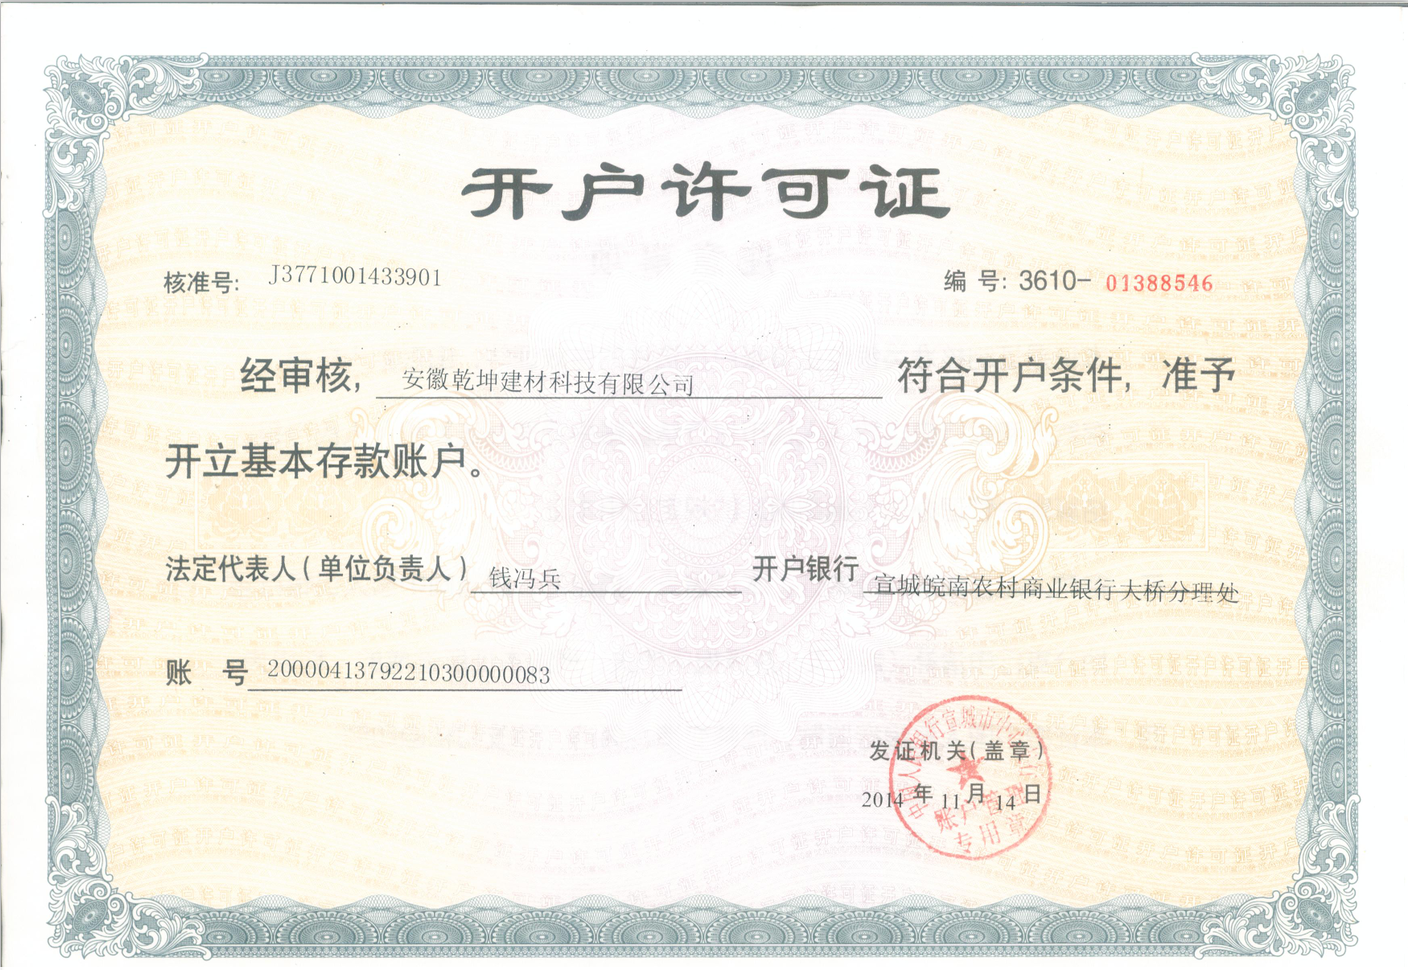 开户许可证
核准号: J3771001433901 编 号: 3610- 01388546
经审核, 安徽乾坤建材科技有限公司 符合开户条件, 准予
开立基本存款账户。
法定代表人(单位负责人) 钱冯兵 开户银行 宣城皖南农村商业银行大桥分理处
账 号 20000413792210300000083
发证机关(盖章)
2014 年 11 月 14 日
中国人民银行宣城市中心支行
账户管理
专用章